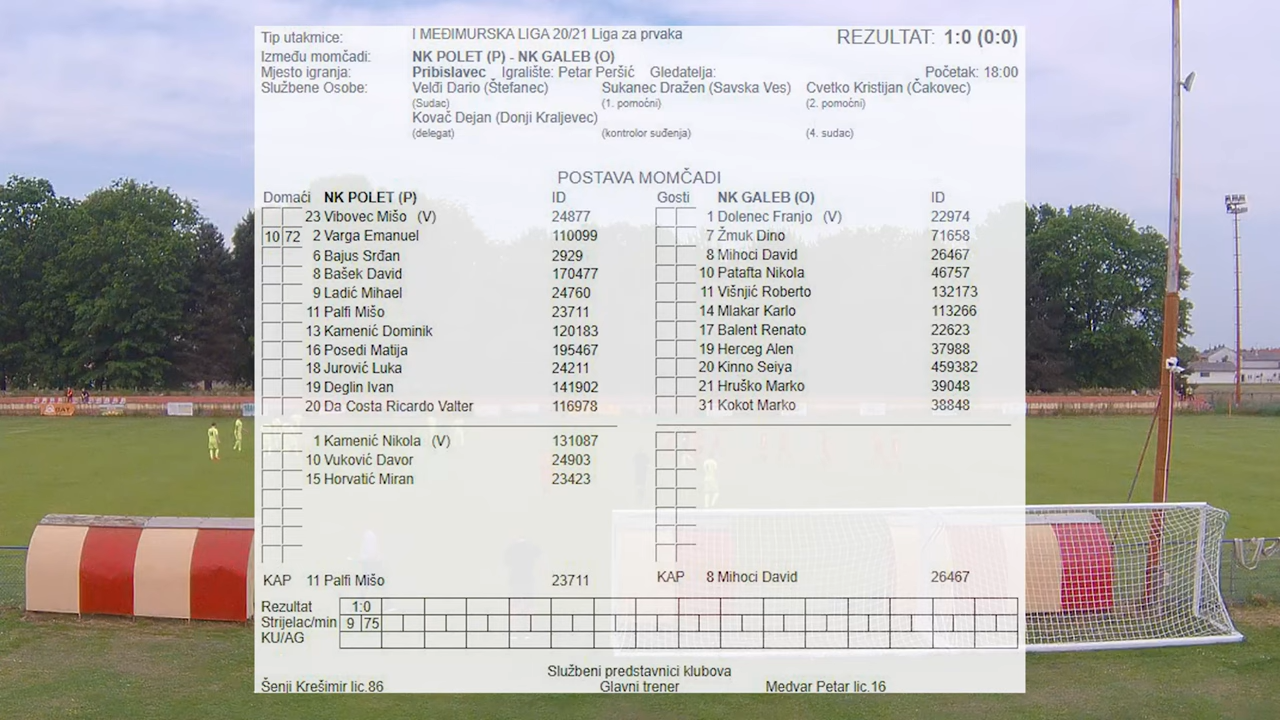 Tip utakmice: I MEĐIMURSKA LIGA 20/21 Liga za prvaka REZULTAT: 1:0 (0:0)
Između momčadi: NK POLET (P) - NK GALEB (O)
Mjesto igranja: Pribislavec Igralište: Petar Peršić Gledatelja: Početak: 18:00
Službene Osobe: Velđi Dario (Štefanec) Sukanec Dražen (Savska Ves) Cvetko Kristijan (Čakovec)
(Sudac) (1. pomoćni) (2. pomoćni)
Kovač Dejan (Donji Kraljevec)
(delegat) (kontrolor suđenja) (4. sudac)
POSTAVA MOMČADI
Domaći NK POLET (P) ID Gosti NK GALEB (O) ID
23 Vibovec Mišo (V) 24877 1 Dolenec Franjo (V) 22974
10 72 2 Varga Emanuel 110099 7 Žmuk Dino 71658
6 Bajus Srđan 2929 8 Mihoci David 26467
8 Bašek David 170477 10 Patafta Nikola 46757
9 Ladić Mihael 24760 11 Višnjić Roberto 132173
11 Palfi Mišo 23711 14 Mlakar Karlo 113266
13 Kamenić Dominik 120183 17 Balent Renato 22623
16 Posedi Matija 195467 19 Herceg Alen 37988
18 Jurović Luka 24211 20 Kinno Seiya 459382
19 Deglin Ivan 141902 21 Hruško Marko 39048
20 Da Costa Ricardo Valter 116978 31 Kokot Marko 38848
1 Kamenić Nikola (V) 131087
10 Vuković Davor 24903
15 Horvatić Miran 23423
KAP 11 Palfi Mišo 23711 KAP 8 Mihoci David 26467
Rezultat 1:0
Strijelac/min 9 75
KU/AG
Službeni predstavnici klubova
Šenji Krešimir lic.86 Glavni trener Medvar Petar lic.16